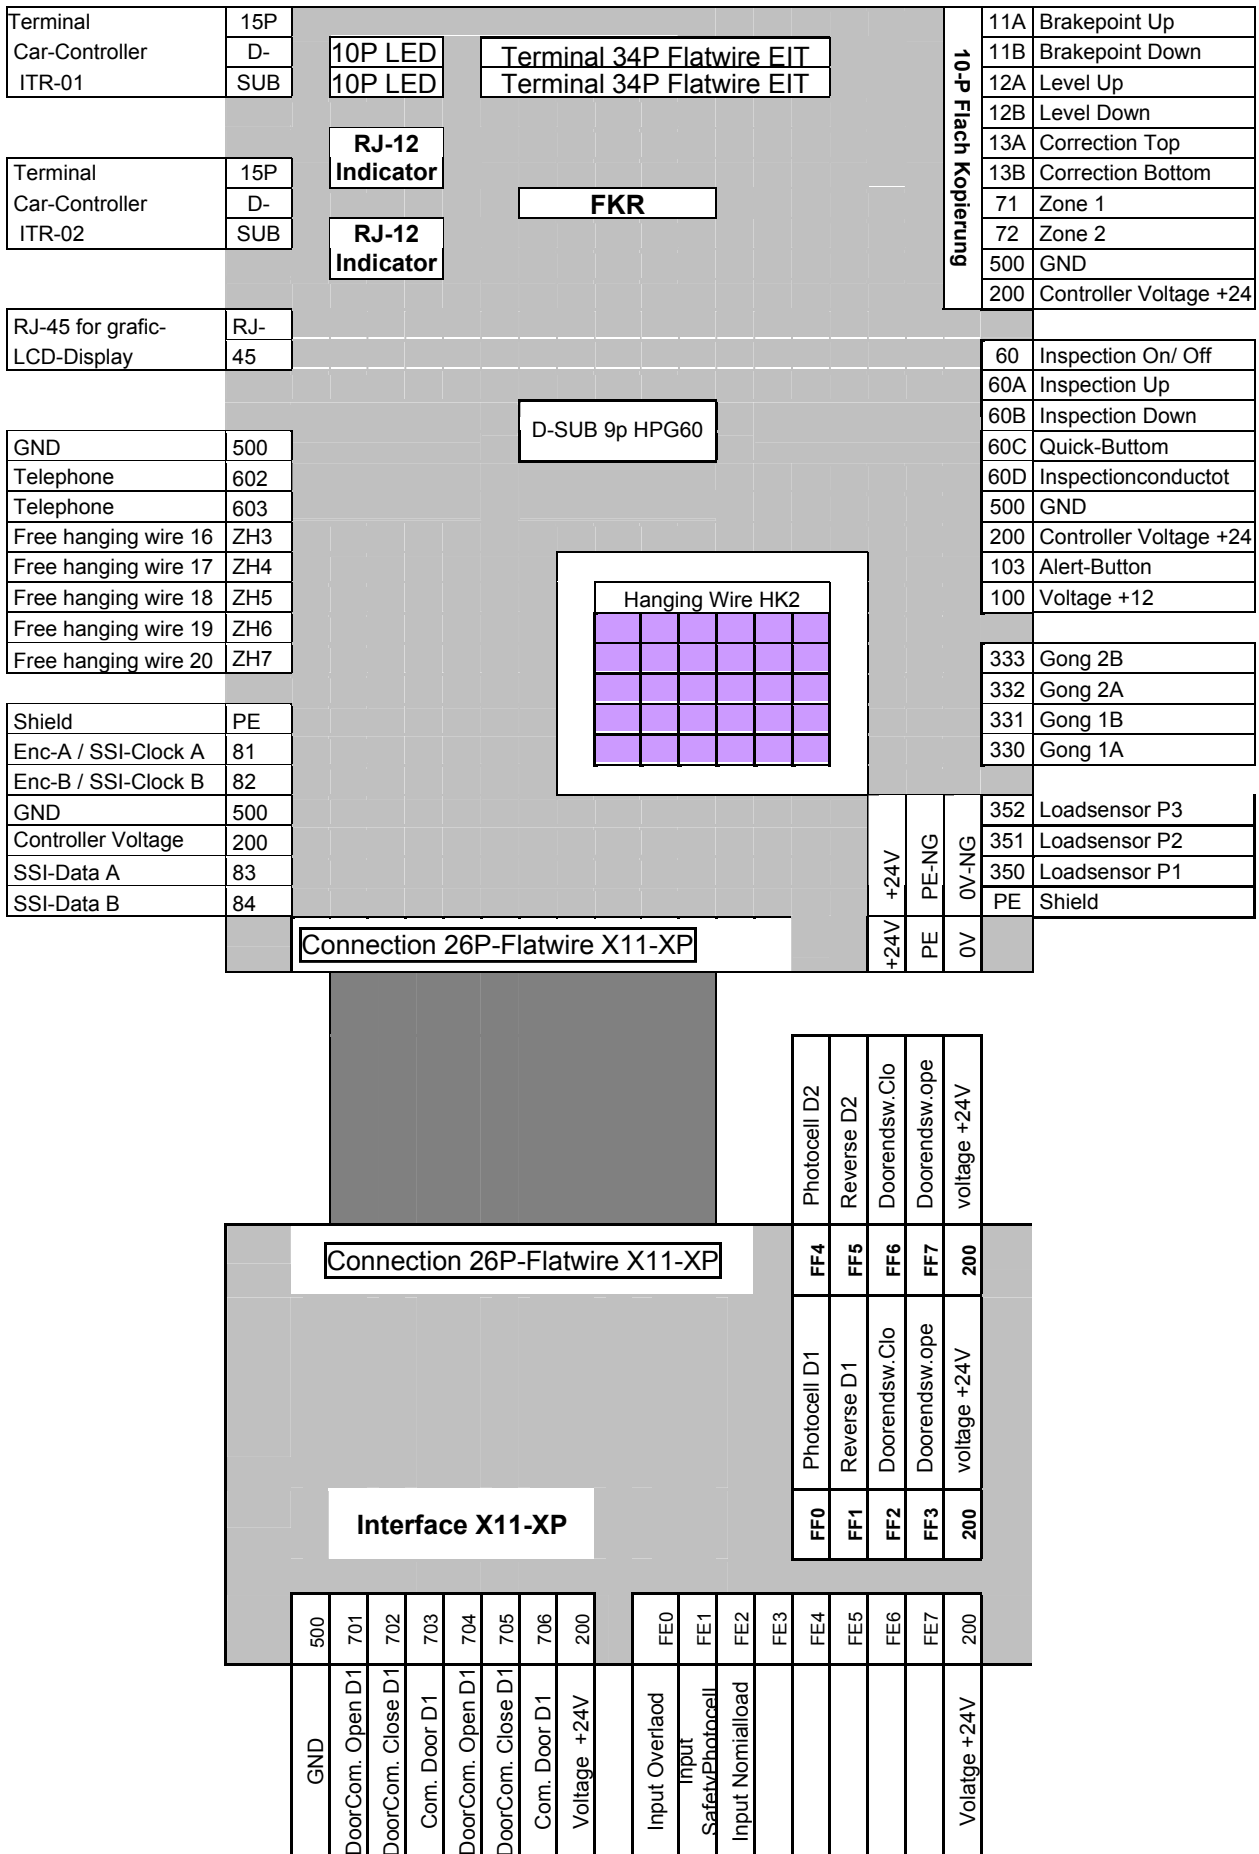 Terminal 15P
Car-Controller D-
ITR-01 SUB
10P LED
10P LED
Terminal 34P Flatwire EIT
Terminal 34P Flatwire EIT
RJ-12
Indicator
Terminal 15P
Car-Controller D-
ITR-02 SUB
RJ-12
Indicator
FKR
10-P Flach Kopierung
11A Brakepoint Up
11B Brakepoint Down
12A Level Up
12B Level Down
13A Correction Top
13B Correction Bottom
71 Zone 1
72 Zone 2
500 GND
200 Controller Voltage +24
RJ-45 for grafic- RJ-
LCD-Display 45
D-SUB 9p HPG60
60 Inspection On/ Off
60A Inspection Up
60B Inspection Down
60C Quick-Buttom
60D Inspectionconductot
500 GND
200 Controller Voltage +24
103 Alert-Button
100 Voltage +12
GND 500
Telephone 602
Telephone 603
Free hanging wire 16 ZH3
Free hanging wire 17 ZH4
Free hanging wire 18 ZH5
Free hanging wire 19 ZH6
Free hanging wire 20 ZH7
Hanging Wire HK2
333 Gong 2B
332 Gong 2A
331 Gong 1B
330 Gong 1A
Shield PE
Enc-A / SSI-Clock A 81
Enc-B / SSI-Clock B 82
GND 500
Controller Voltage 200
SSI-Data A 83
SSI-Data B 84
352 Loadsensor P3
351 Loadsensor P2
350 Loadsensor P1
PE Shield
+24V
PE-NG
0V-NG
+24V
PE
0V
Connection 26P-Flatwire X11-XP
Photocell D2
Reverse D2
Doorendsw.Clo
Doorendsw.ope
voltage +24V
FF4
FF5
FF6
FF7
200
Connection 26P-Flatwire X11-XP
Photocell D1
Reverse D1
Doorendsw.Clo
Doorendsw.ope
voltage +24V
FF0
FF1
FF2
FF3
200
Interface X11-XP
500
701
702
703
704
705
706
200
FE0
FE1
FE2
FE3
FE4
FE5
FE6
FE7
200
GND
DoorCom. Open D1
DoorCom. Close D1
Com. Door D1
DoorCom. Open D1
DoorCom. Close D1
Com. Door D1
Voltage +24V
Input Overlaod
Input
SafetyPhotocell
Input Nomialload
Volatge +24V